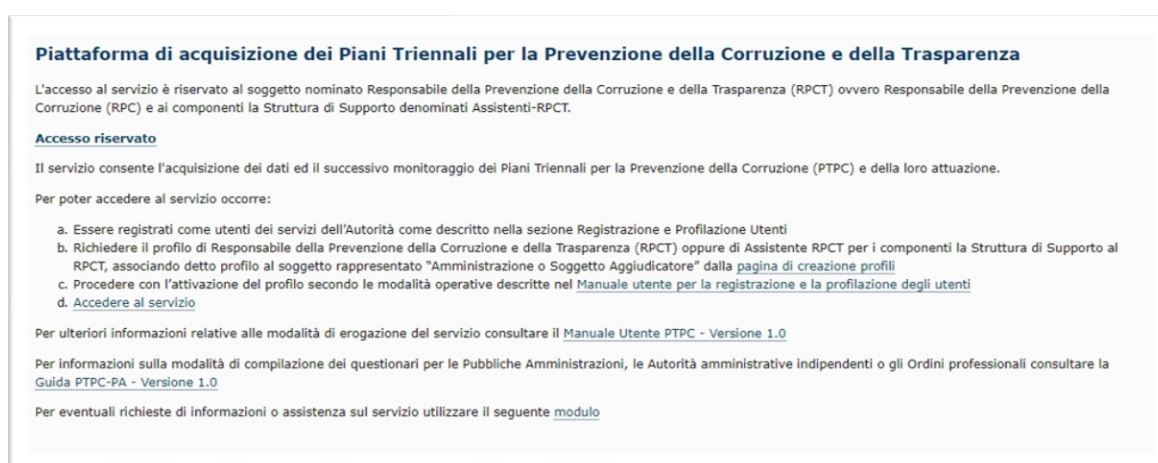 Piattaforma di acquisizione dei Piani Triennali per la Prevenzione della Corruzione e della Trasparenza
L'accesso al servizio è riservato al soggetto nominato Responsabile della Prevenzione della Corruzione e della Trasparenza (RPCT) ovvero Responsabile della Prevenzione della
Corruzione (RPC) e ai componenti la Struttura di Supporto denominati Assistenti-RPCT.
Accesso riservato
Il servizio consente l'acquisizione dei dati ed il successivo monitoraggio dei Piani Triennali per la Prevenzione della Corruzione (PTPC) e della loro attuazione.
Per poter accedere al servizio occorre:
a. Essere registrati come utenti dei servizi dell’Autorità come descritto nella sezione Registrazione e Profilazione Utenti
b. Richiedere il profilo di Responsabile della Prevenzione della Corruzione e della Trasparenza (RPCT) oppure di Assistente RPCT per i componenti la Struttura di Supporto al
RPCT, associando detto profilo al soggetto rappresentato “Amministrazione o Soggetto Aggiudicatore” dalla pagina di creazione profili
c. Procedere con l’attivazione del profilo secondo le modalità operative descritte nel Manuale utente per la registrazione e la profilazione degli utenti
d. Accedere al servizio
Per ulteriori informazioni relative alle modalità di erogazione del servizio consultare il Manuale Utente PTPC - Versione 1.0
Per informazioni sulla modalità di compilazione dei questionari per le Pubbliche Amministrazioni, le Autorità amministrative indipendenti o gli Ordini professionali consultare la
Guida PTPC-PA - Versione 1.0
Per eventuali richieste di informazioni o assistenza sul servizio utilizzare il seguente modulo